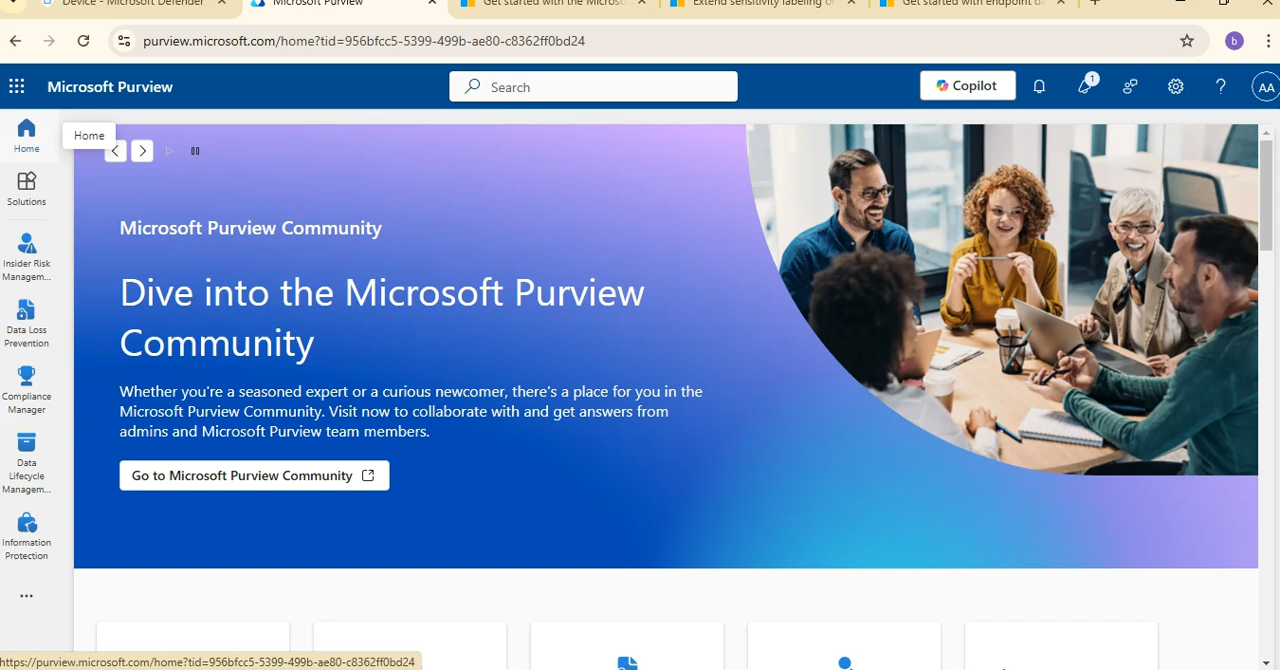 Device - Microsoft Defender
Microsoft Purview
Get started with the Microso
Extend sensitivity labeling o
Get started with endpoint d
purview.microsoft.com/home?tid=956bfcc5-5399-499b-ae80-c8362ff0bd24
b
Microsoft Purview
Search
Copilot
1
?
AA
Home
Home
Solutions
Insider Risk
Managem...
Data Loss
Prevention
Compliance
Manager
Data
Lifecycle
Managem...
Information
Protection
...
Microsoft Purview Community
Dive into the Microsoft Purview
Community
Whether you're a seasoned expert or a curious newcomer, there's a place for you in the
Microsoft Purview Community. Visit now to collaborate with and get answers from
admins and Microsoft Purview team members.
Go to Microsoft Purview Community
https://purview.microsoft.com/home?tid=956bfcc5-5399-499b-ae80-c8362ff0bd24